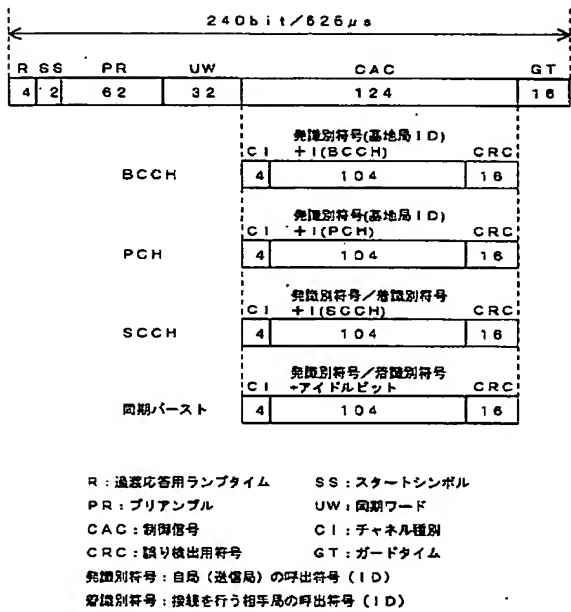 240bit/625μs
R SS PR UW CAC GT
4 2 62 32 124 16
発識別符号(基地局ID)
CI +I(BCCH) CRC
BCCH 4 104 16
発識別符号(基地局ID)
CI +I(PCH) CRC
PCH 4 104 16
発識別符号/着識別符号
CI +I(SCCH) CRC
SCCH 4 104 16
発識別符号/着識別符号
CI +アイドルビット CRC
同期バースト 4 104 16
R:過渡応答用ランプタイム SS:スタートシンボル
PR:プリアンブル UW:同期ワード
CAC:制御信号 CI:チャネル種別
CRC:誤り検出用符号 GT:ガードタイム
発識別符号:自局(送信局)の呼出符号(ID)
着識別符号:接続を行う相手局の呼出符号(ID)